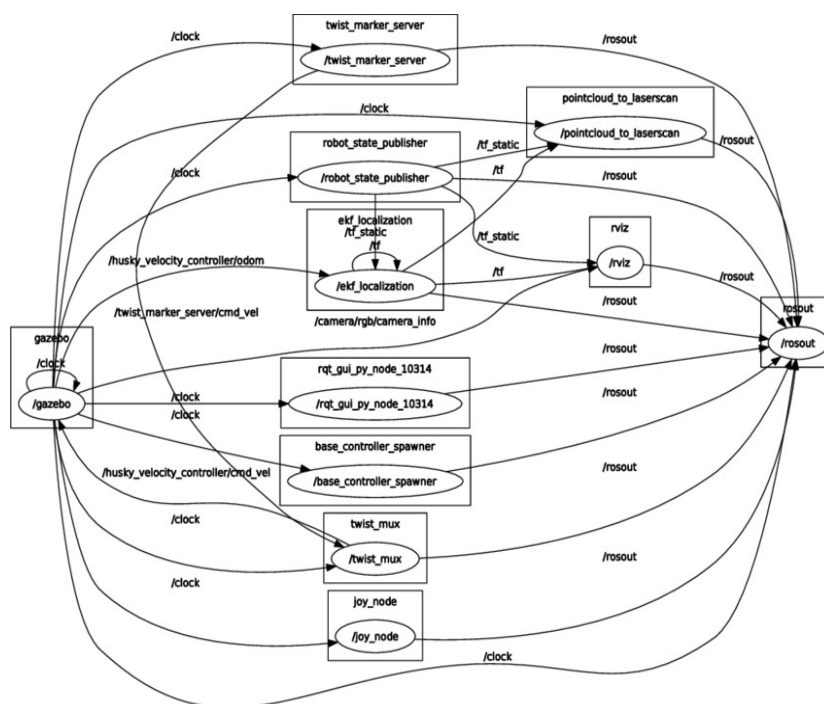 twist_marker_server
/clock
/rosout
/twist_marker_server
pointcloud_to_laserscan
/clock
/pointcloud_to_laserscan
robot_state_publisher
/tf_static
/rosout
/clock
/tf
/robot_state_publisher
/rosout
ekf_localization
rviz
/tf_static
/tf_static
/tf
/husky_velocity_controller/odom
/rviz
/tf
/rosout
/ekf_localization
/rosout
rosout
/twist_marker_server/cmd_vel
/camera/rgb/camera_info
gazebo
/rosout
/rosout
/clock
rqt_gui_py_node_10314
/clock
/gazebo
/rqt_gui_py_node_10314
/clock
/rosout
base_controller_spawner
/husky_velocity_controller/cmd_vel
/rosout
/base_controller_spawner
twist_mux
/clock
/twist_mux
/rosout
/clock
joy_node
/joy_node
/clock